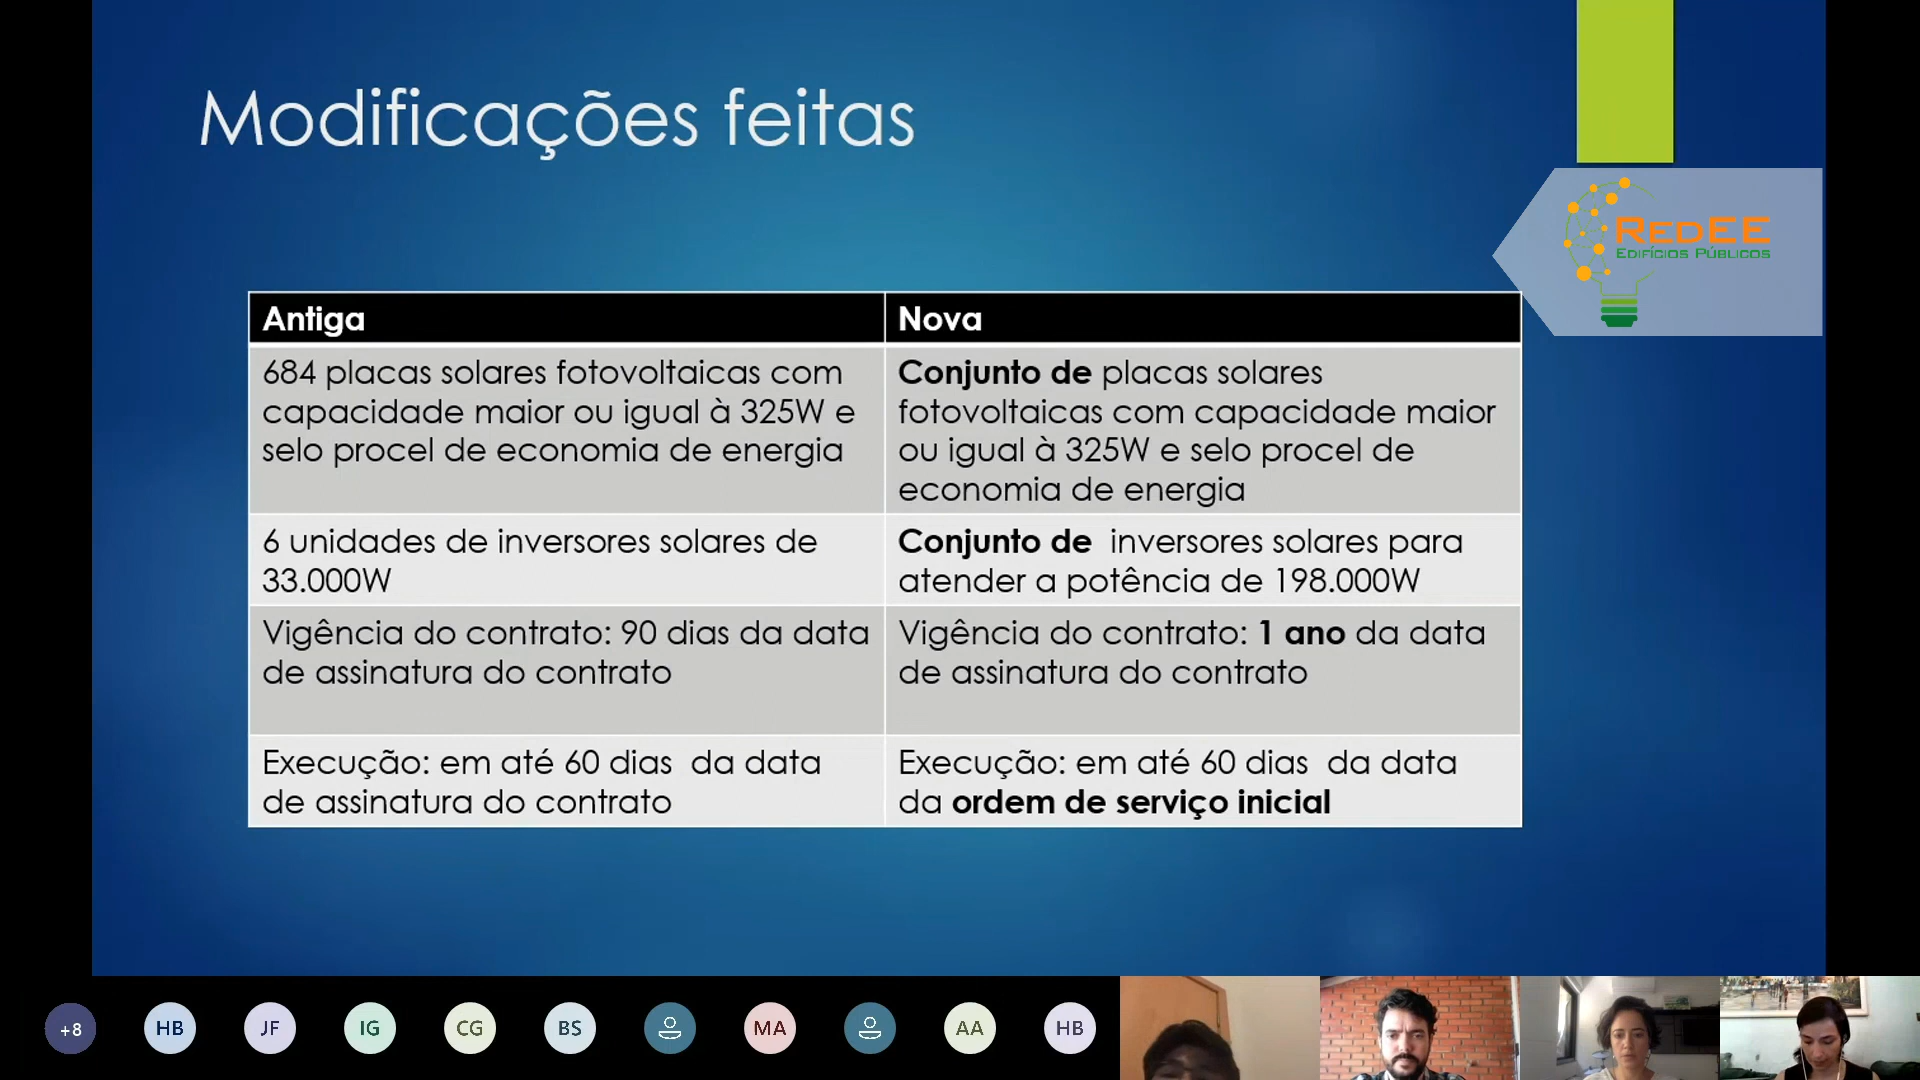 Modificações feitas
REDEE
EDIFÍCIOS PÚBLICOS
Antiga
Nova
684 placas solares fotovoltaicas com
capacidade maior ou igual à 325W e
selo procel de economia de energia
Conjunto de placas solares
fotovoltaicas com capacidade maior
ou igual à 325W e selo procel de
economia de energia
6 unidades de inversores solares de
33.000W
Conjunto de inversores solares para
atender a potência de 198.000W
Vigência do contrato: 90 dias da data
de assinatura do contrato
Vigência do contrato: 1 ano da data
de assinatura do contrato
Execução: em até 60 dias da data
de assinatura do contrato
Execução: em até 60 dias da data
da ordem de serviço inicial
+8
HB
JF
IG
CG
BS
MA
AA
HB